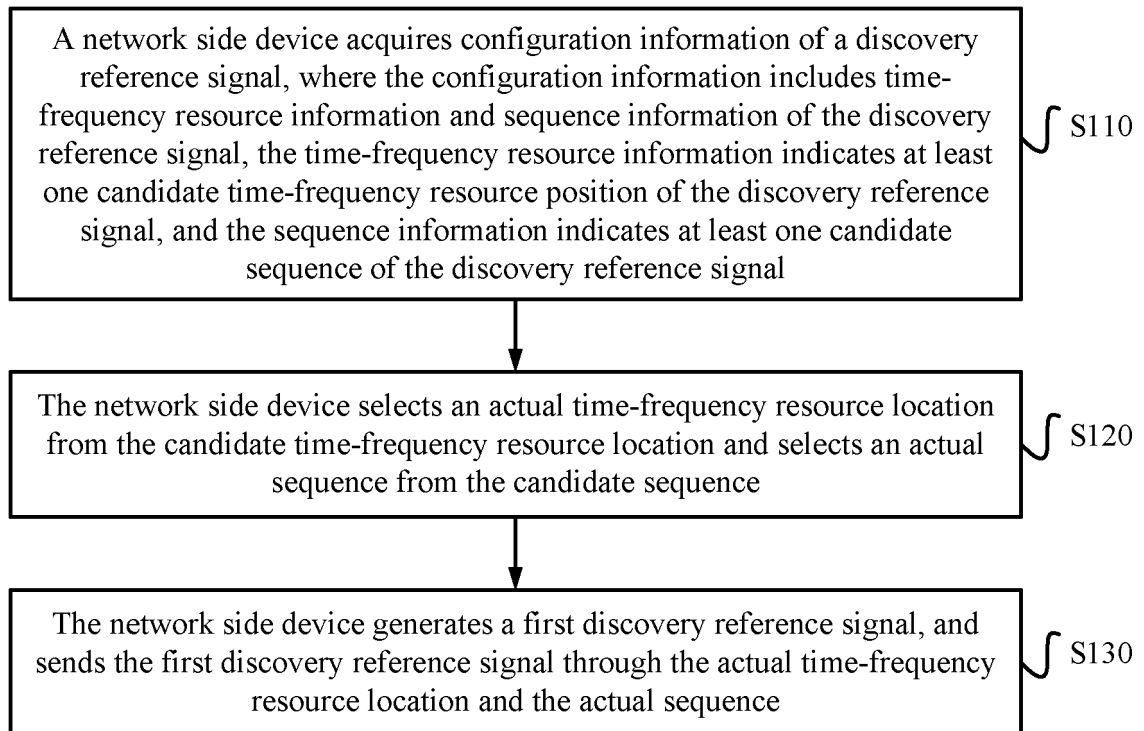 A network side device acquires configuration information of a discovery
reference signal, where the configuration information includes time-
frequency resource information and sequence information of the discovery
reference signal, the time-frequency resource information indicates at least
one candidate time-frequency resource position of the discovery reference
signal, and the sequence information indicates at least one candidate
sequence of the discovery reference signal
S110
The network side device selects an actual time-frequency resource location
from the candidate time-frequency resource location and selects an actual
sequence from the candidate sequence
S120
The network side device generates a first discovery reference signal, and
sends the first discovery reference signal through the actual time-frequency
resource location and the actual sequence
S130